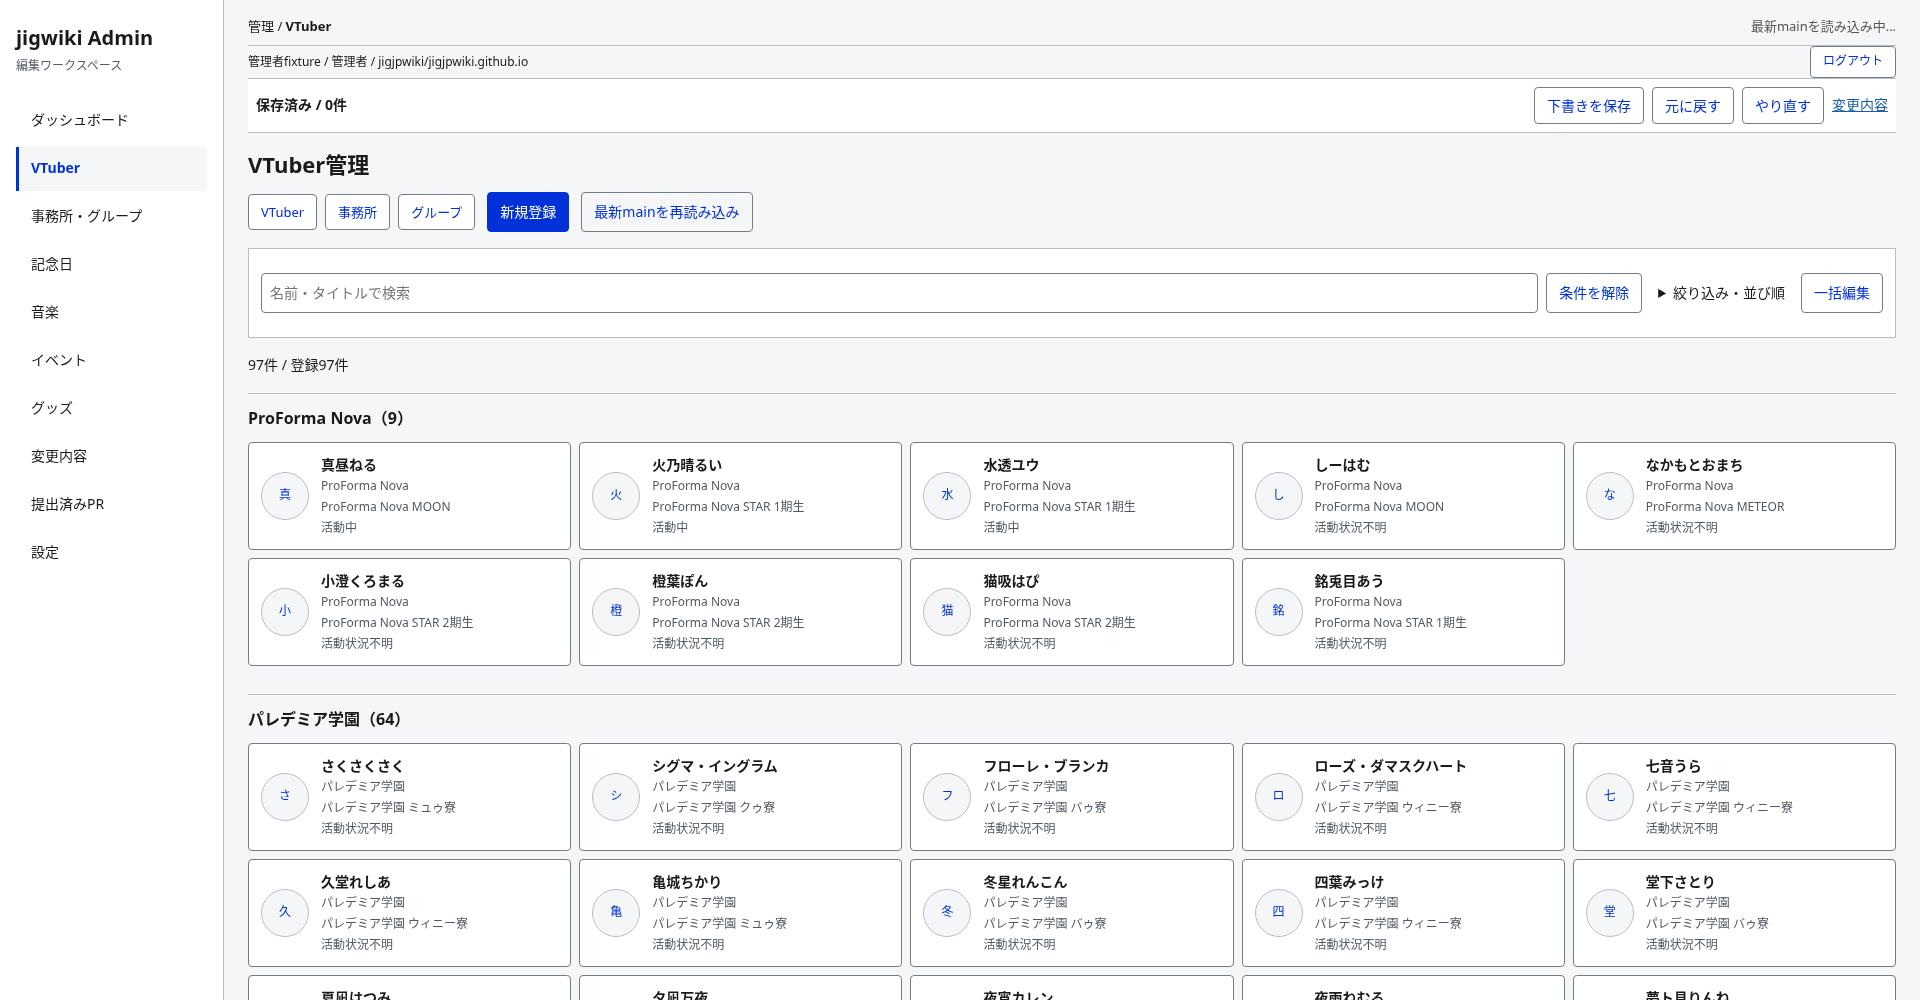 jigwiki Admin
編集ワークスペース
ダッシュボード
VTuber
事務所・グループ
記念日
音楽
イベント
グッズ
変更内容
提出済みPR
設定
管理 / VTuber
最新mainを読み込み中...
管理者fixture / 管理者 / jigjpwiki/jigjpwiki.github.io
ログアウト
保存済み / 0件
下書きを保存
元に戻す
やり直す
変更内容
VTuber管理
VTuber
事務所
グループ
新規登録
最新mainを再読み込み
名前・タイトルで検索
条件を解除
▶ 絞り込み・並び順
一括編集
97件 / 登録97件
ProForma Nova（9）
真
真昼ねる
ProForma Nova
ProForma Nova MOON
活動中
火
火乃晴るい
ProForma Nova
ProForma Nova STAR 1期生
活動中
水
水透ユウ
ProForma Nova
ProForma Nova STAR 1期生
活動中
し
しーはむ
ProForma Nova
ProForma Nova MOON
活動状況不明
な
なかもとおまち
ProForma Nova
ProForma Nova METEOR
活動状況不明
小
小澄くろまる
ProForma Nova
ProForma Nova STAR 2期生
活動状況不明
橙
橙葉ぽん
ProForma Nova
ProForma Nova STAR 2期生
活動状況不明
猫
猫吸はぴ
ProForma Nova
ProForma Nova STAR 2期生
活動状況不明
銘
銘兎目あう
ProForma Nova
ProForma Nova STAR 1期生
活動状況不明
パレデミア学園（64）
さ
さくさくさく
パレデミア学園
パレデミア学園 ミュゥ寮
活動状況不明
シ
シグマ・イングラム
パレデミア学園
パレデミア学園 クゥ寮
活動状況不明
フ
フローレ・ブランカ
パレデミア学園
パレデミア学園 バゥ寮
活動状況不明
ロ
ローズ・ダマスクハート
パレデミア学園
パレデミア学園 ウィニー寮
活動状況不明
七
七音うら
パレデミア学園
パレデミア学園 ウィニー寮
活動状況不明
久
久堂れしあ
パレデミア学園
パレデミア学園 ウィニー寮
活動状況不明
亀
亀城ちかり
パレデミア学園
パレデミア学園 ミュゥ寮
活動状況不明
冬
冬星れんこん
パレデミア学園
パレデミア学園 バゥ寮
活動状況不明
四
四葉みっけ
パレデミア学園
パレデミア学園 ウィニー寮
活動状況不明
堂
堂下さとり
パレデミア学園
パレデミア学園 バゥ寮
活動状況不明
夏凪はつみ
夕凪万夜
夜宵カレン
夜雨ねむる
夢卜見りんね